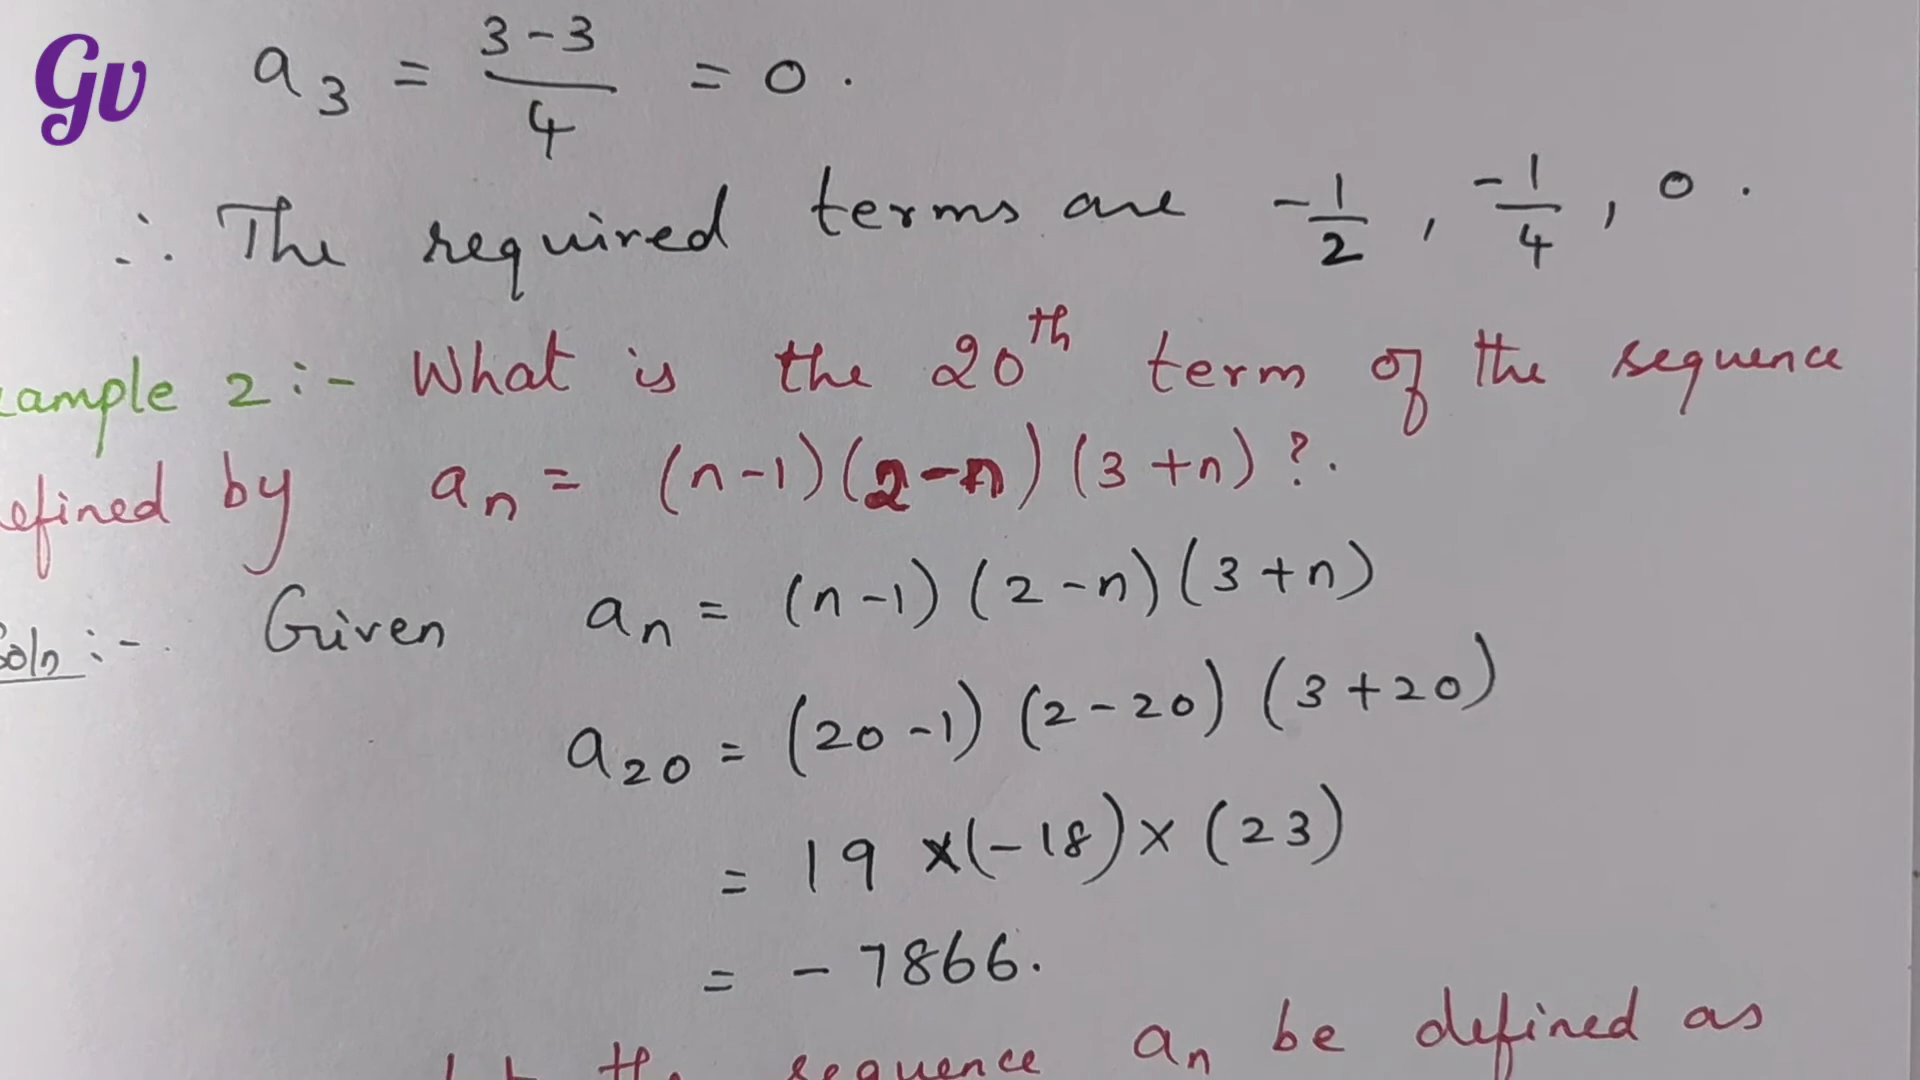 Gv
a₃ = (3-3)/4 = 0.
∴ The required terms are -1/2, -1/4, 0.
ample 2:- What is the 20th term of the sequence
efined by aₙ = (n-1)(2-n)(3+n)?.
Soln:- Given aₙ = (n-1)(2-n)(3+n)
a₂₀ = (20-1)(2-20)(3+20)
= 19 ×(-18)×(23)
= -7866.
sequence aₙ be defined as